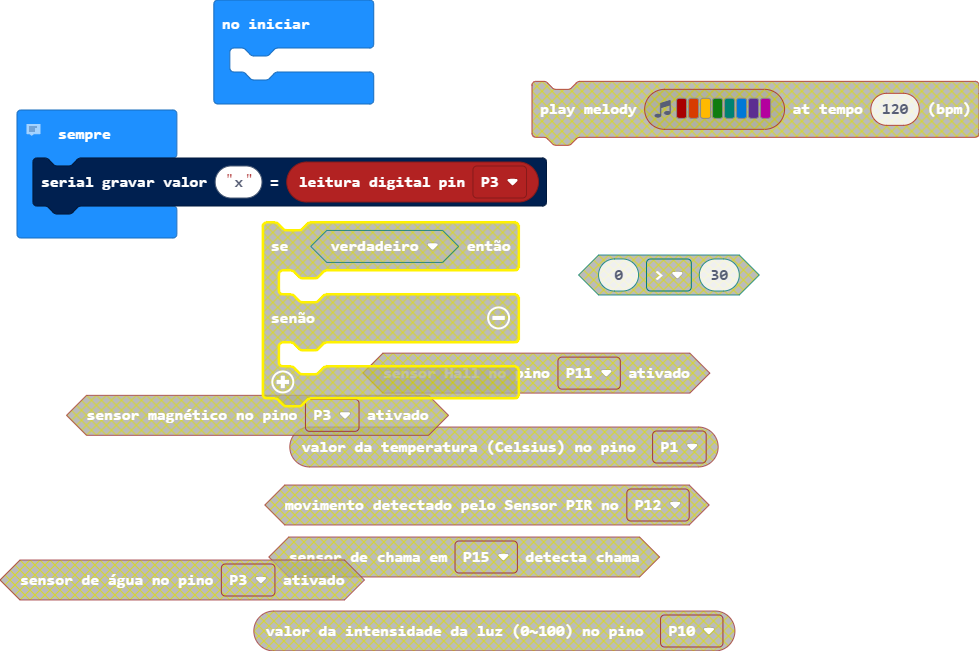 no iniciar
play melody at tempo 120 (bpm)
sempre
serial gravar valor "x" = leitura digital pin P3
se verdadeiro então
0 > 30
senão
sensor Hall no pino P11 ativado
sensor magnético no pino P3 ativado
valor da temperatura (Celsius) no pino P1
movimento detectado pelo Sensor PIR no P12
sensor de chama em P15 detecta chama
sensor de água no pino P3 ativado
valor da intensidade da luz (0~100) no pino P10